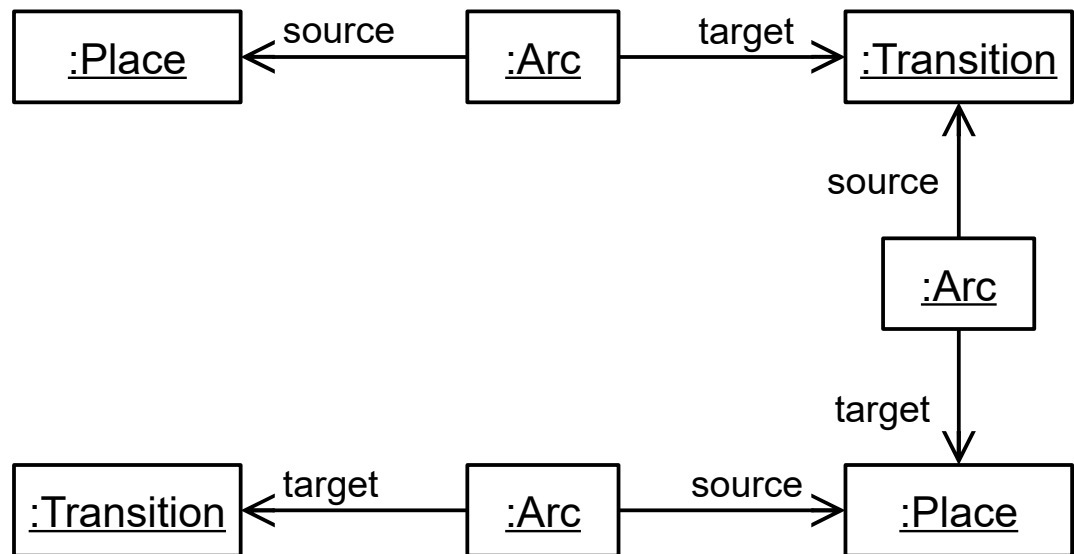 source
target
:Place
:Arc
:Transition
source
:Arc
target
target
source
:Transition
:Arc
:Place